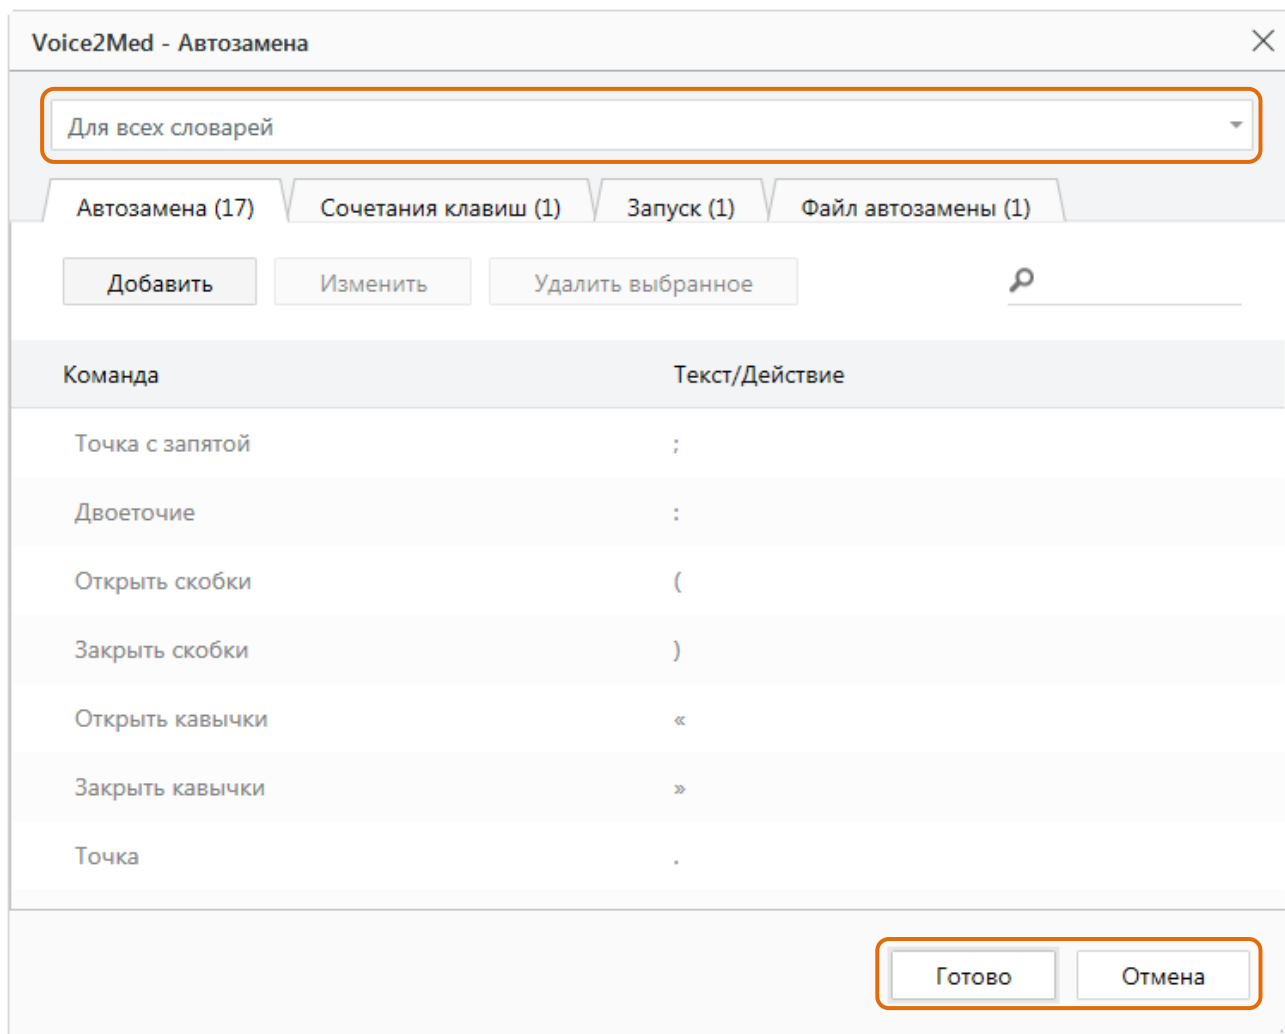 Voice2Med - Автозамена
Для всех словарей
Автозамена (17) Сочетания клавиш (1) Запуск (1) Файл автозамены (1)
Добавить Изменить Удалить выбранное
Команда Текст/Действие
Точка с запятой ;
Двоеточие :
Открыть скобки (
Закрыть скобки )
Открыть кавычки «
Закрыть кавычки »
Точка .
Готово Отмена